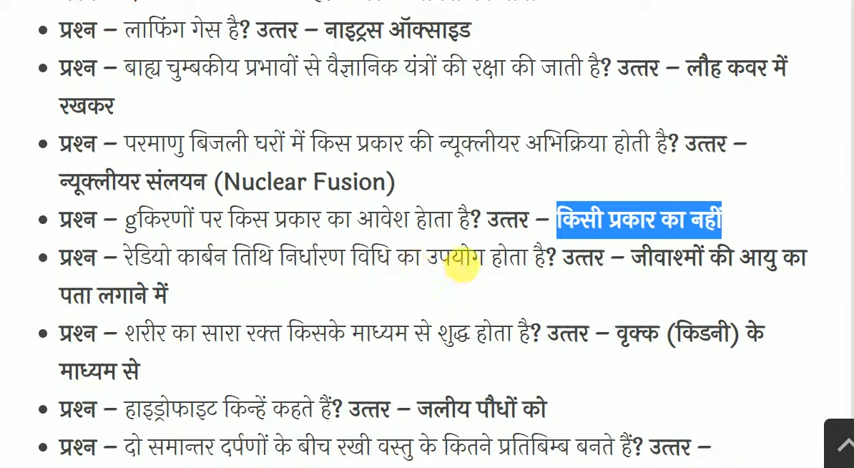 प्रश्न – लाफिंग गेस है? उत्तर – नाइट्रस ऑक्साइड
प्रश्न – बाह्य चुम्बकीय प्रभावों से वैज्ञानिक यंत्रों की रक्षा की जाती है? उत्तर – लौह कवर में
रखकर
प्रश्न – परमाणु बिजली घरों में किस प्रकार की न्यूक्लीयर अभिक्रिया होती है? उत्तर –
न्यूक्लीयर संलयन (Nuclear Fusion)
प्रश्न – gकिरणों पर किस प्रकार का आवेश हेाता है? उत्तर – किसी प्रकार का नहीं
प्रश्न – रेडियो कार्बन तिथि निर्धारण विधि का उपयोग होता है? उत्तर – जीवाश्मों की आयु का
पता लगाने में
प्रश्न – शरीर का सारा रक्त किसके माध्यम से शुद्ध होता है? उत्तर – वृक्क (किडनी) के
माध्यम से
प्रश्न – हाइड्रोफाइट किन्हें कहते हैं? उत्तर – जलीय पौधों को
प्रश्न – दो समान्तर दर्पणों के बीच रखी वस्तु के कितने प्रतिबिम्ब बनते हैं? उत्तर –